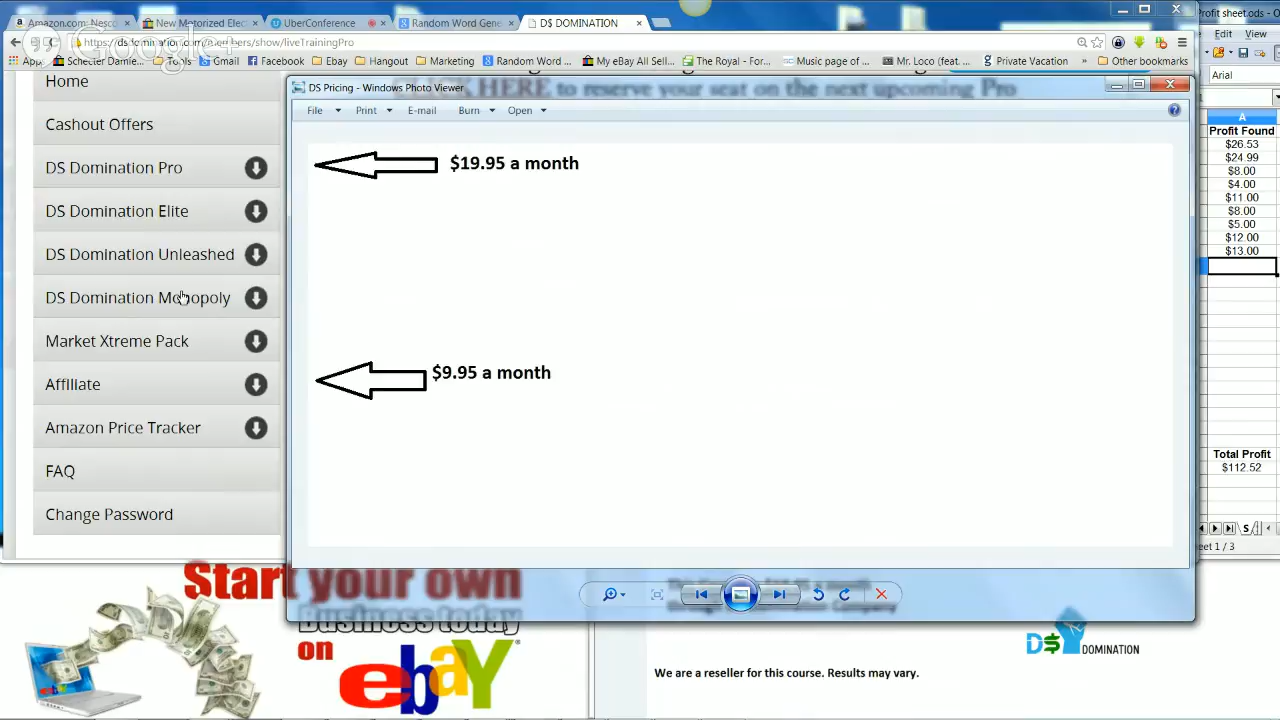 Amazon.com: Nesco
New Motorized Elect
UberConference
Random Word Gene
D$ DOMINATION
Profit sheet.ods - O
Google+
Edit View
Apps
Schecter Damie...
Tools
Gmail
Facebook
Ebay
Hangout
Marketing
Random Word ...
My eBay All Sell...
The Royal - For...
Music page of ...
Mr. Loco (feat. ...
Private Vacation
»
Other bookmarks
Arial
HERE to reserve your seat on the next upcoming Pro
Home
Cashout Offers
DS Domination Pro
DS Domination Elite
DS Domination Unleashed
DS Domination Monopoly
Market Xtreme Pack
Affiliate
Amazon Price Tracker
FAQ
Change Password
DS Pricing - Windows Photo Viewer
File Print E-mail Burn Open
$19.95 a month
$9.95 a month
A
Profit Found
$26.53
$24.99
$8.00
$4.00
$11.00
$8.00
$5.00
$12.00
$13.00
Total Profit
$112.52
eet 1 / 3
Start your own
Business today
on
ebaY
D$ DOMINATION
We are a reseller for this course. Results may vary.